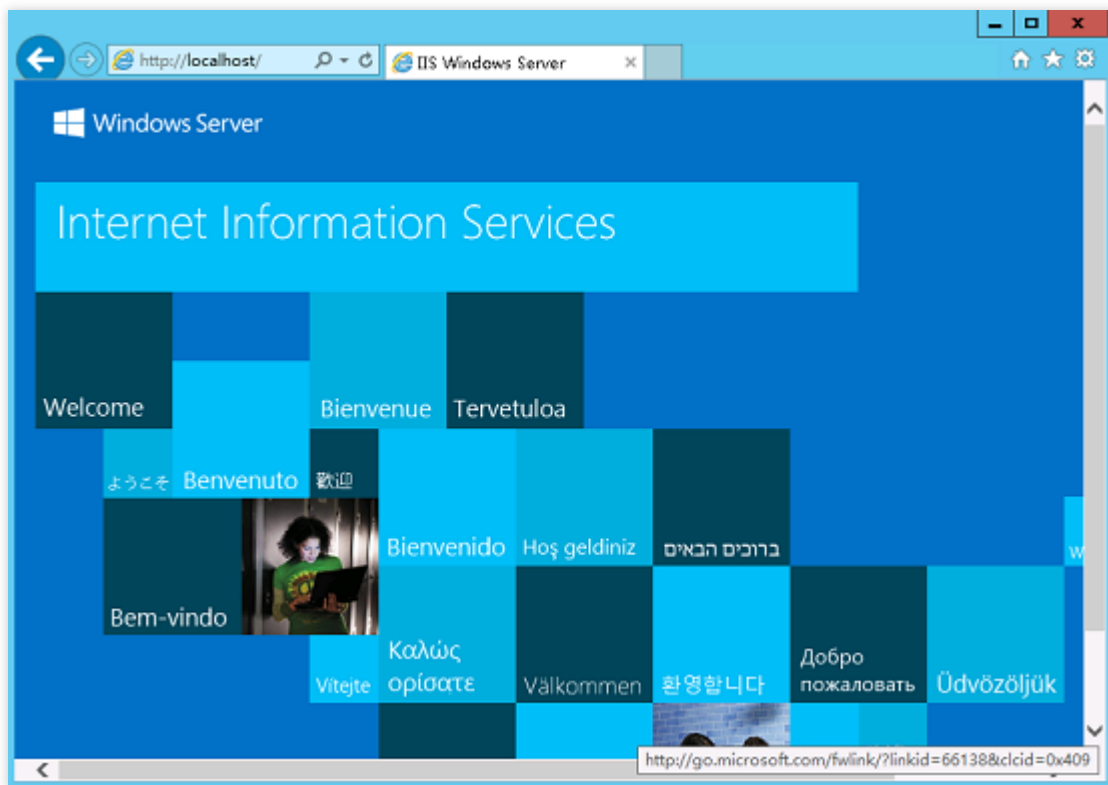 http://localhost/
IIS Windows Server
Windows Server
Internet Information Services
Welcome
Bienvenue
Tervetuloa
ようこそ
Benvenuto
歡迎
Bienvenido
Hoş geldiniz
ברוכים הבאים
Bem-vindo
Vítejte
Καλώς
ορίσατε
Välkommen
환영합니다
Добро
пожаловать
Üdvözöljük
http://go.microsoft.com/fwlink/?linkid=66138&clcid=0x409